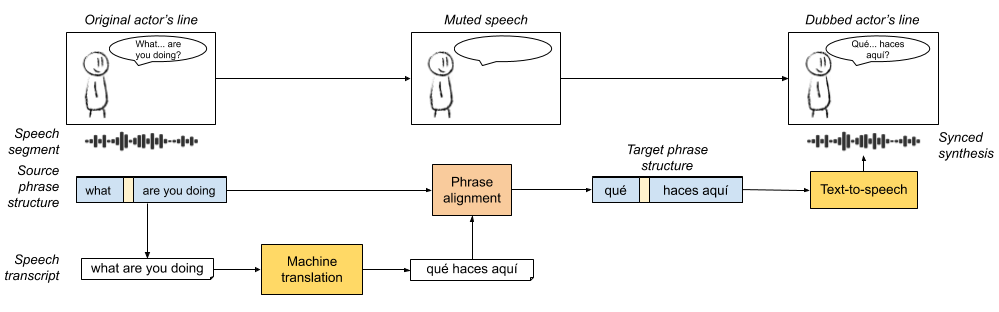 Original actor's line
Muted speech
Dubbed actor's line
What... are
you doing?
Qué... haces
aquí?
Speech
segment
Synced
synthesis
Source
phrase
structure
what
are you doing
Phrase
alignment
Target phrase
structure
qué
haces aquí
Text-to-speech
Speech
transcript
what are you doing
Machine
translation
qué haces aquí